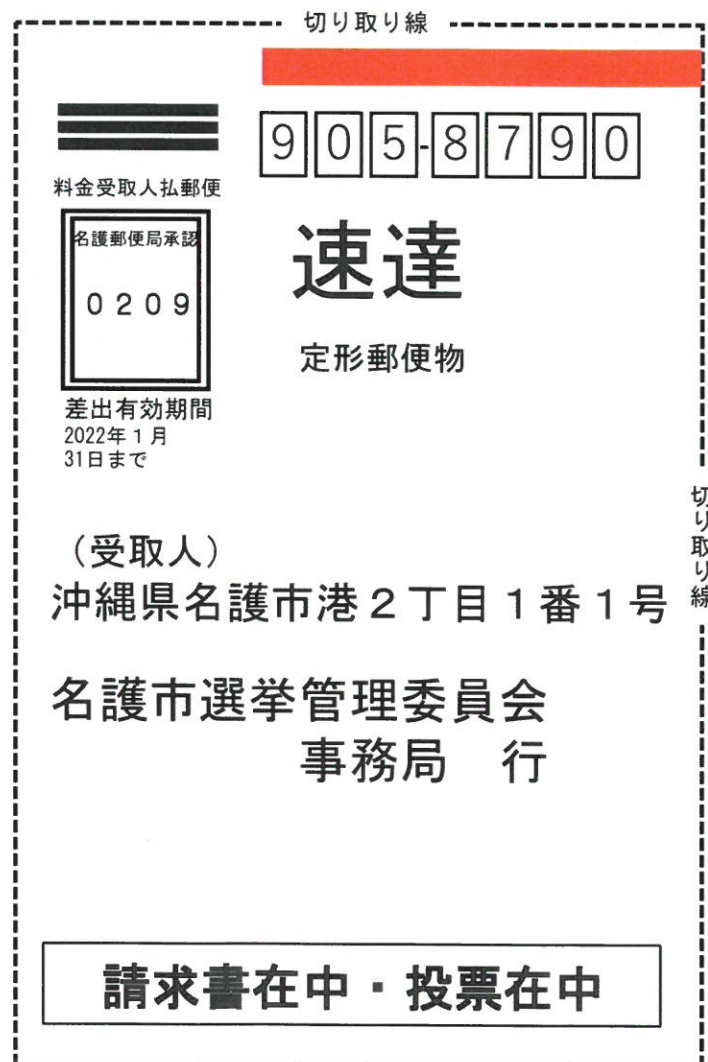 切り取り線
905-8790
料金受取人払郵便
名護郵便局承認
0209
速達
定形郵便物
差出有効期間
2022年1月
31日まで
切り取り線
（受取人）
沖縄県名護市港２丁目１番１号
名護市選挙管理委員会
事務局　行
請求書在中・投票在中